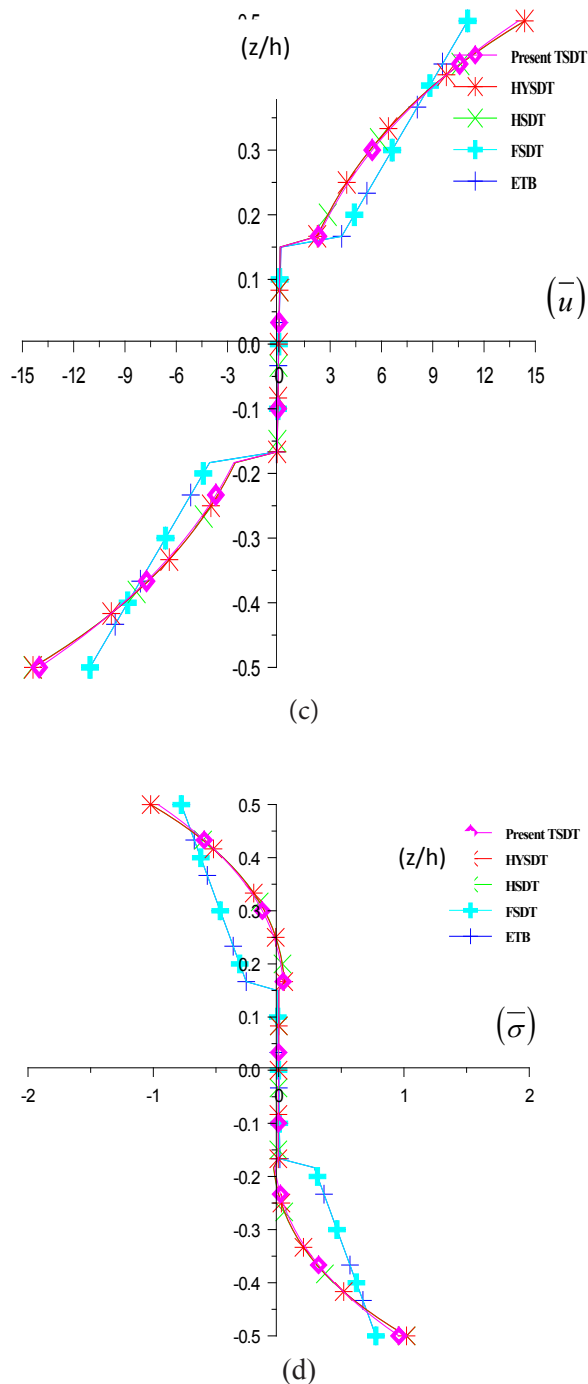 0.5
(z/h)
Present TSDT
HYSDT
HSDT
FSDT
ETB
0.3
0.2
0.1
(u̅)
0.0
-15 -12 -9 -6 -3 0 3 6 9 12 15
-0.1
-0.2
-0.3
-0.4
-0.5
(c)
0.5
0.4
(z/h)
Present TSDT
HYSDT
HSDT
FSDT
ETB
0.3
0.2
0.1
(σ̅)
0.0
-2 -1 0 1 2
-0.1
-0.2
-0.3
-0.4
-0.5
(d)